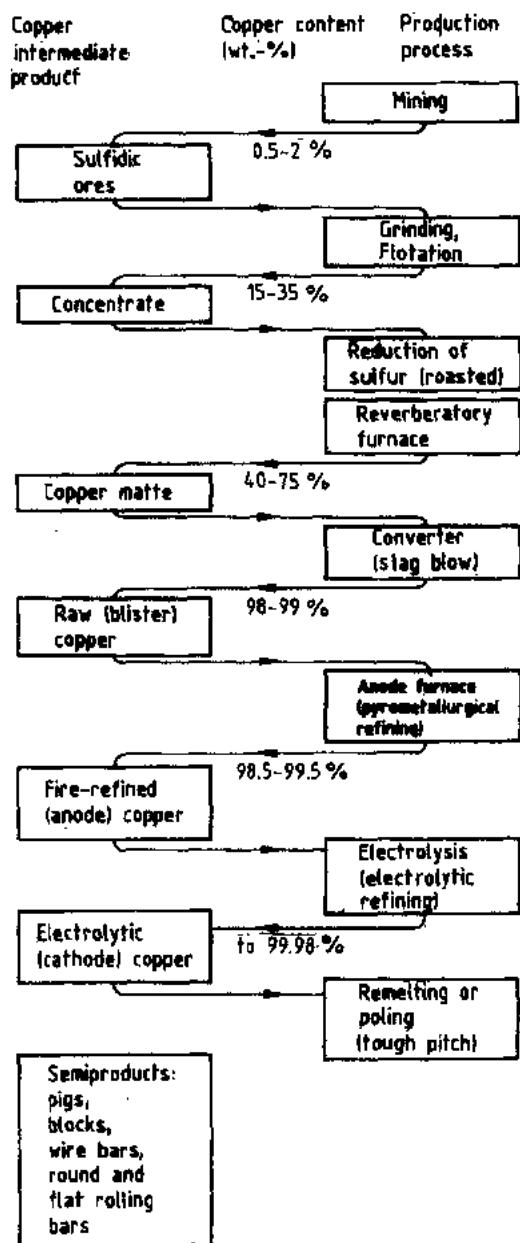 Copper
intermediate
product
Copper content
(wt.-%)
Production
process
Mining
0.5-2 %
Sulfidic
ores
Grinding,
Flotation
15-35 %
Concentrate
Reduction of
sulfur (roasted)
Reverberatory
furnace
40-75 %
Copper matte
Converter
(slag blow)
98-99 %
Raw (blister)
copper
Anode furnace
(pyrometallurgical
refining)
98.5-99.5 %
Fire-refined
(anode) copper
Electrolysis
(electrolytic
refining)
to 99.98 %
Electrolytic
(cathode) copper
Remelting or
poling
(tough pitch)
Semiproducts:
pigs,
blocks,
wire bars,
round and
flat rolling
bars